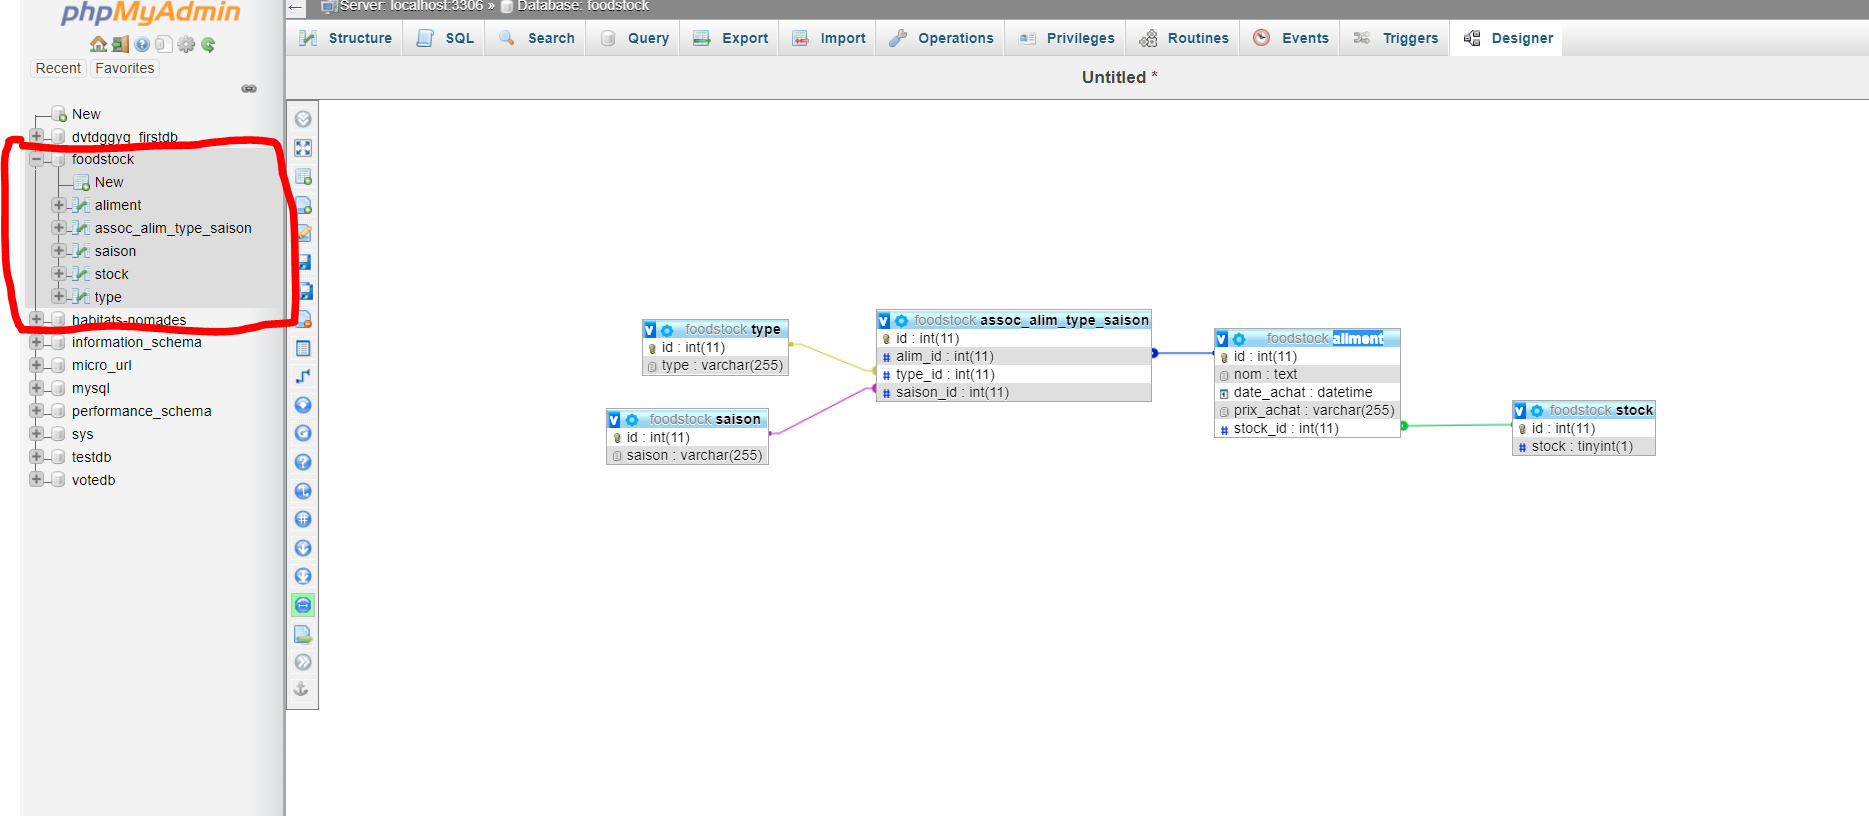 phpMyAdmin
Recent Favorites
New
dvtdggyq_firstdb
foodstock
New
aliment
assoc_alim_type_saison
saison
stock
type
habitats-nomades
information_schema
micro_url
mysql
performance_schema
sys
testdb
votedb
Server: localhost:3306 » Database: foodstock
Structure SQL Search Query Export Import Operations Privileges Routines Events Triggers Designer
Untitled *
foodstock type
id : int(11)
type : varchar(255)
foodstock saison
id : int(11)
saison : varchar(255)
foodstock assoc_alim_type_saison
id : int(11)
alim_id : int(11)
type_id : int(11)
saison_id : int(11)
foodstock aliment
id : int(11)
nom : text
date_achat : datetime
prix_achat : varchar(255)
stock_id : int(11)
foodstock stock
id : int(11)
stock : tinyint(1)